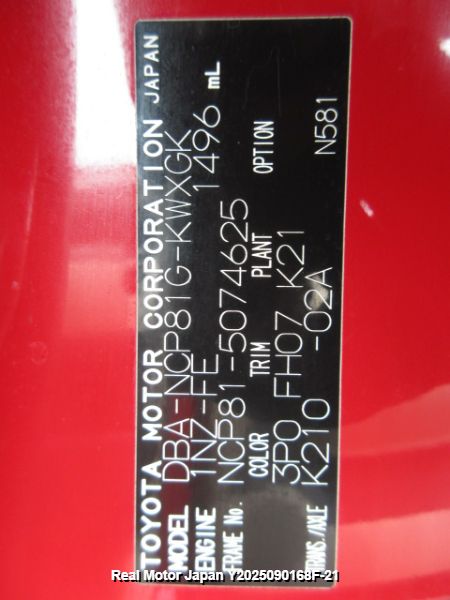 TOYOTA MOTOR CORPORATION JAPAN
MODEL DBA-NCP81G-KWXGK
ENGINE 1NZ-FE 1496 mL
FRAME No. NCP81-5074625
COLOR TRIM PLANT OPTION
3P0 FH07 K21
TRANS./AXLE K210 -02A N581
Real Motor Japan Y2025090168F-21